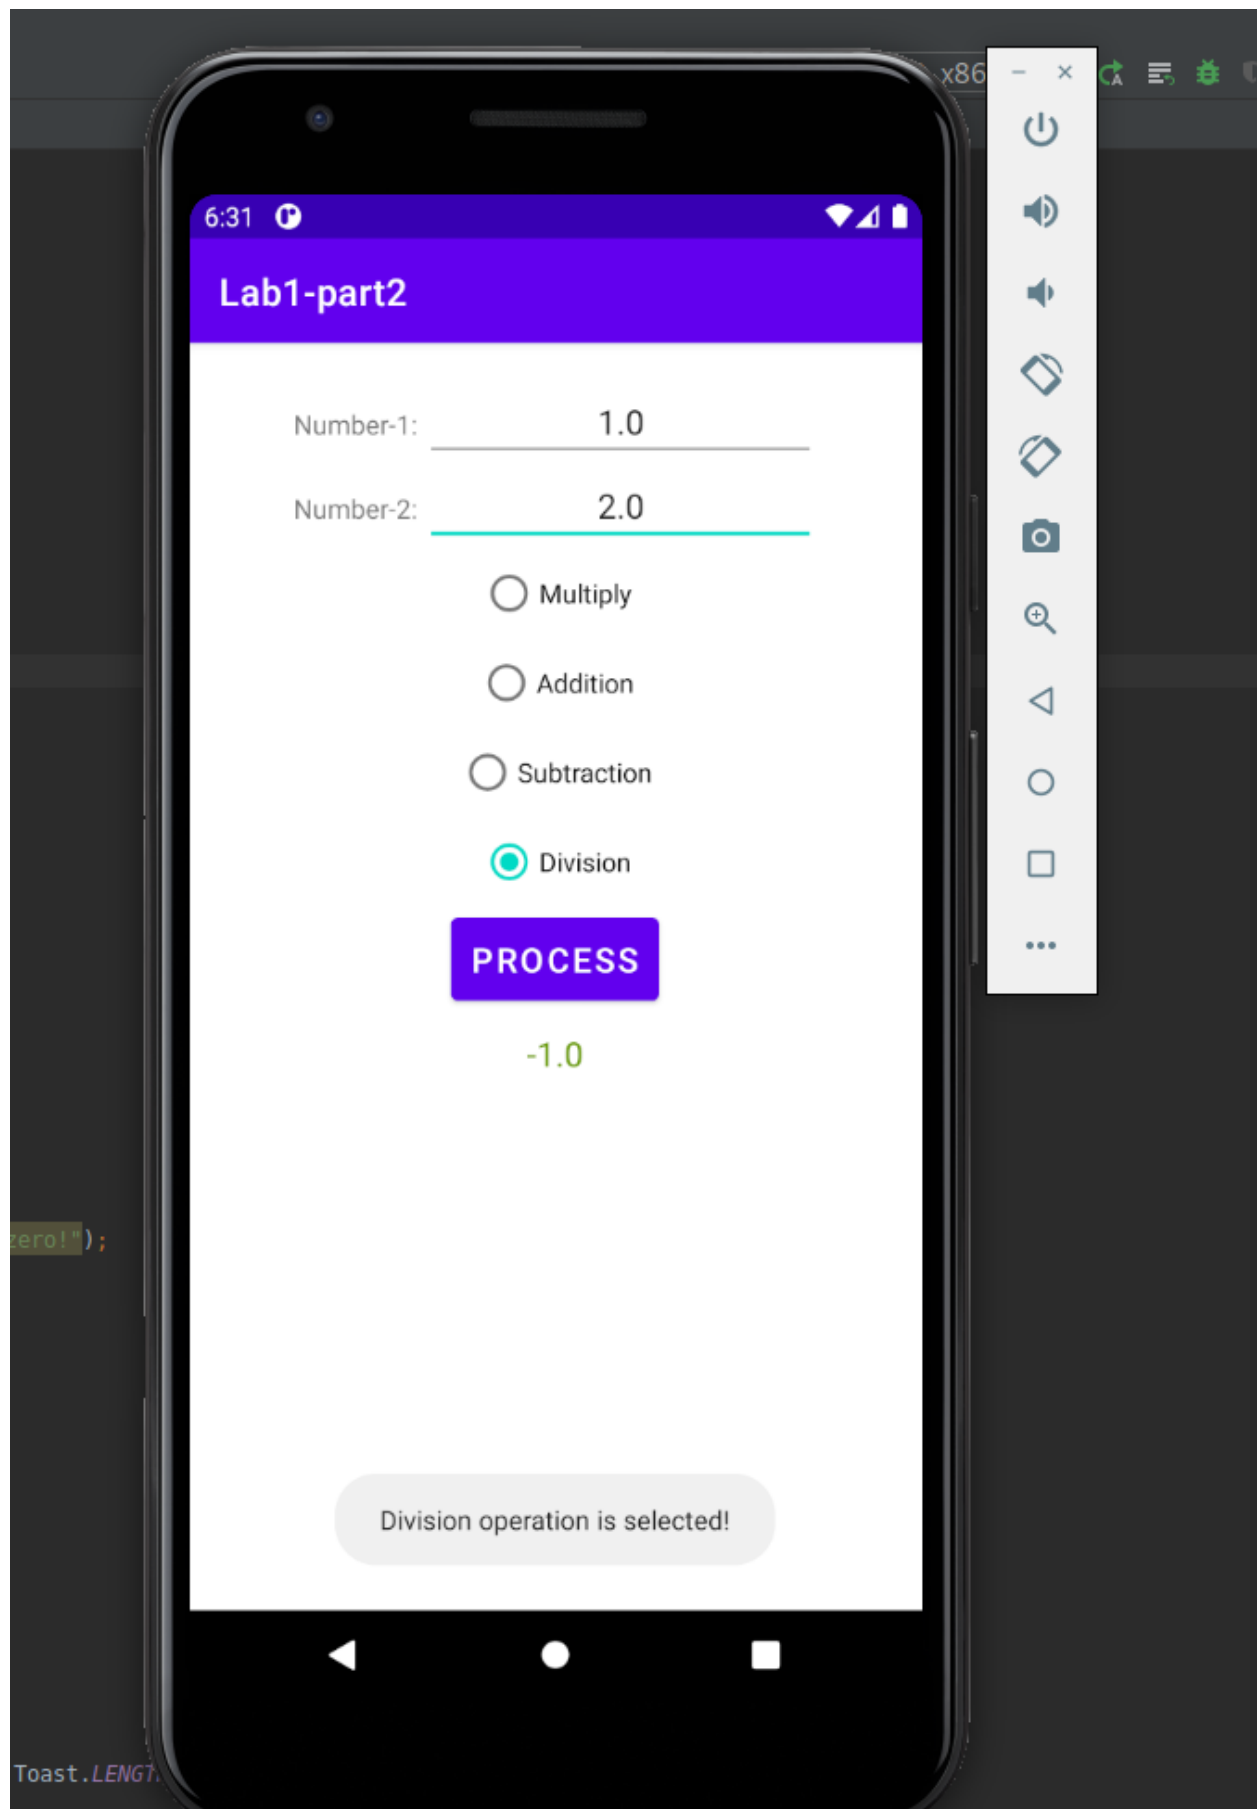 x86
6:31
Lab1-part2
Number-1: 1.0
Number-2: 2.0
Multiply
Addition
Subtraction
Division
PROCESS
-1.0
zero!");
Division operation is selected!
Toast.LENGT